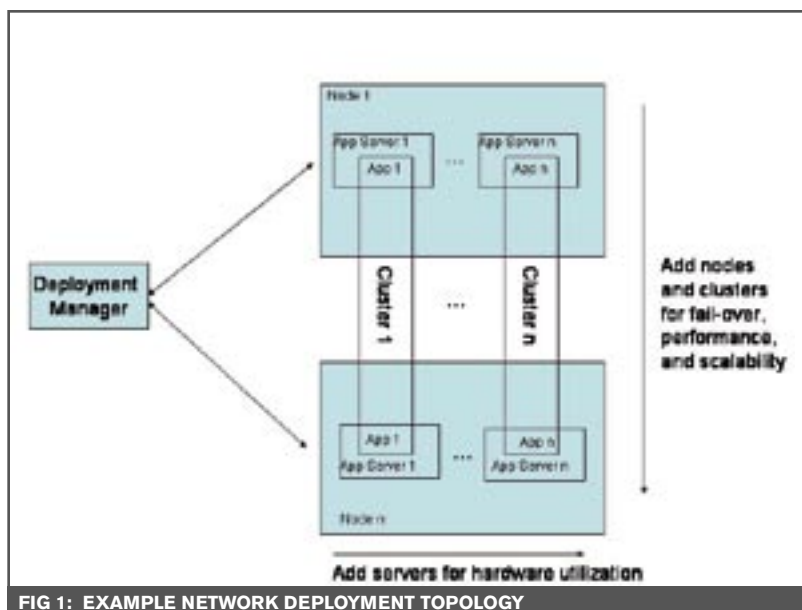 Node 1
App Server 1
App 1
...
App Server n
App n
Deployment
Manager
Cluster 1
...
Cluster n
Add nodes
and clusters
for fail-over,
performance,
and scalability
App 1
App Server 1
...
App n
App Server n
Node n
Add servers for hardware utilization
FIG 1: EXAMPLE NETWORK DEPLOYMENT TOPOLOGY